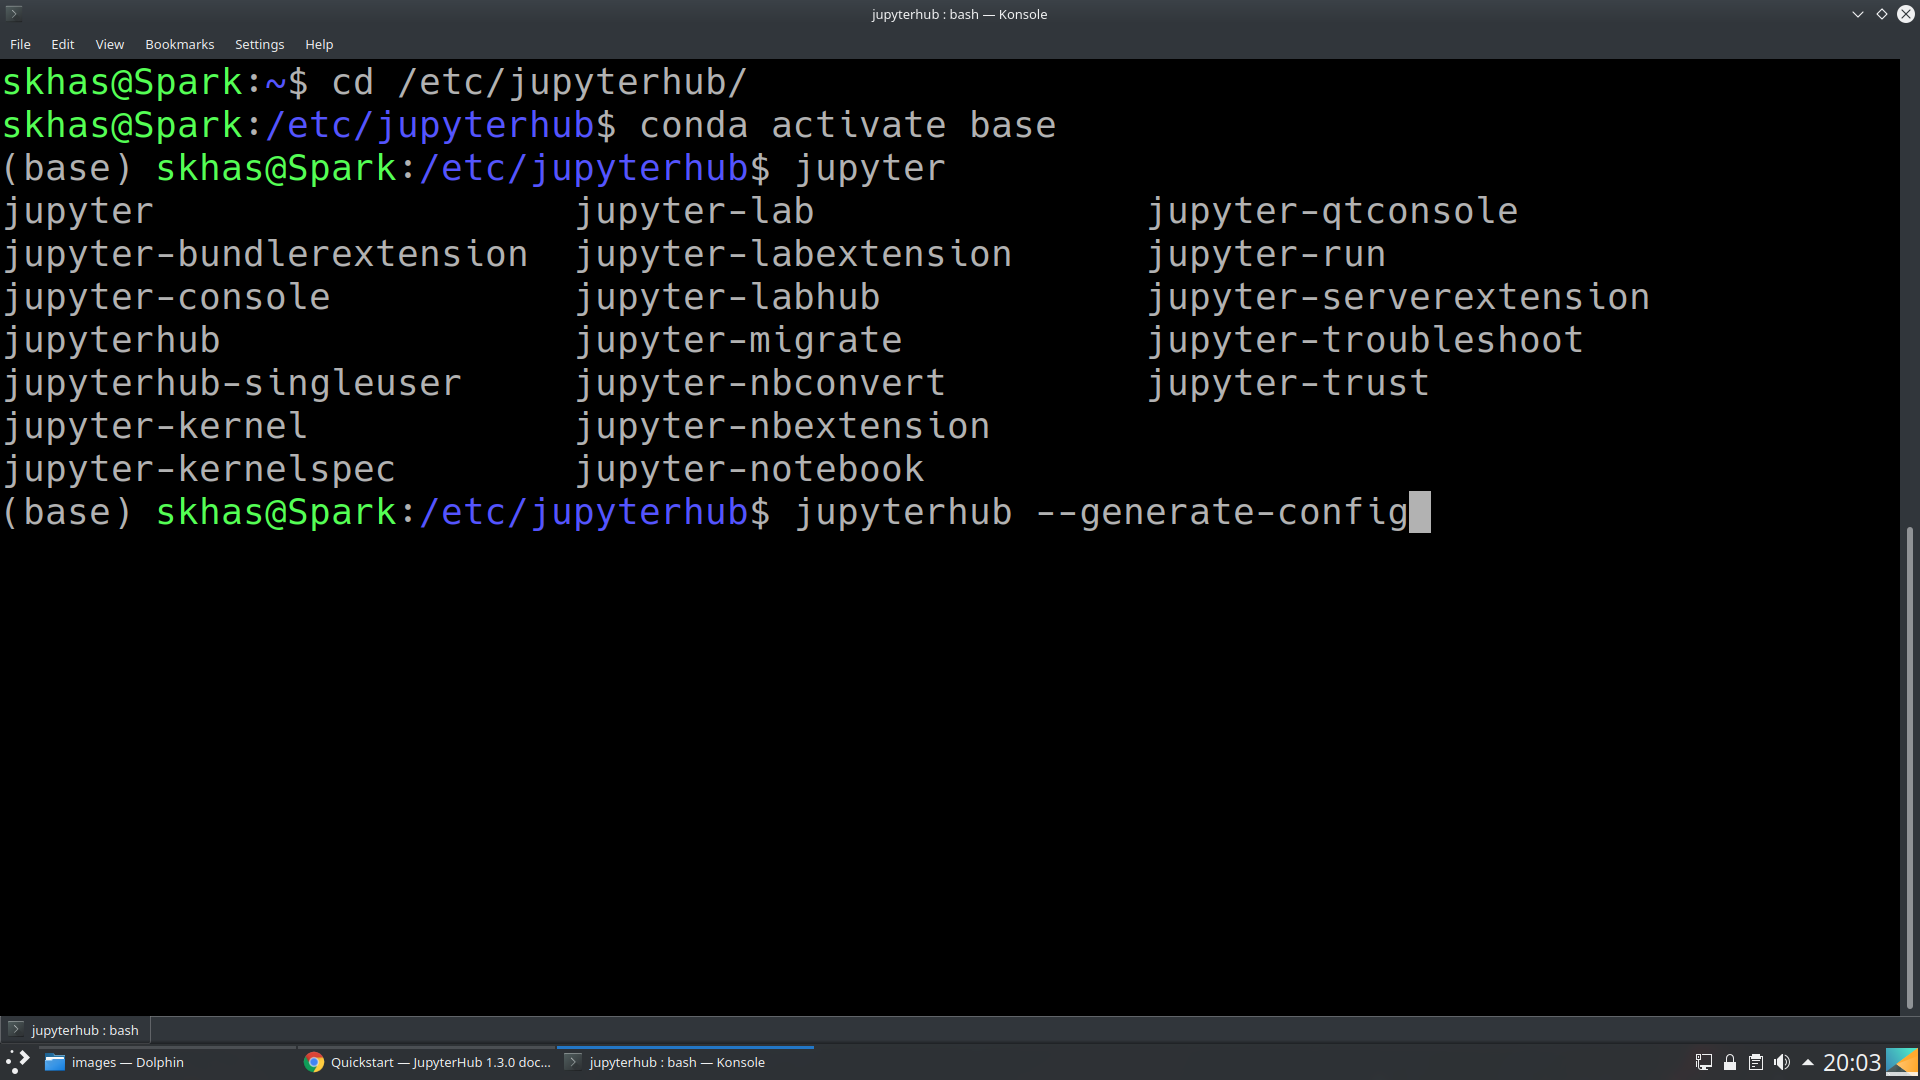 jupyterhub : bash — Konsole
File Edit View Bookmarks Settings Help
skhas@Spark:~$ cd /etc/jupyterhub/
skhas@Spark:/etc/jupyterhub$ conda activate base
(base) skhas@Spark:/etc/jupyterhub$ jupyter
jupyter jupyter-lab jupyter-qtconsole
jupyter-bundlerextension jupyter-labextension jupyter-run
jupyter-console jupyter-labhub jupyter-serverextension
jupyterhub jupyter-migrate jupyter-troubleshoot
jupyterhub-singleuser jupyter-nbconvert jupyter-trust
jupyter-kernel jupyter-nbextension
jupyter-kernelspec jupyter-notebook
(base) skhas@Spark:/etc/jupyterhub$ jupyterhub --generate-config
jupyterhub : bash
images — Dolphin Quickstart — JupyterHub 1.3.0 doc... jupyterhub : bash — Konsole 20:03